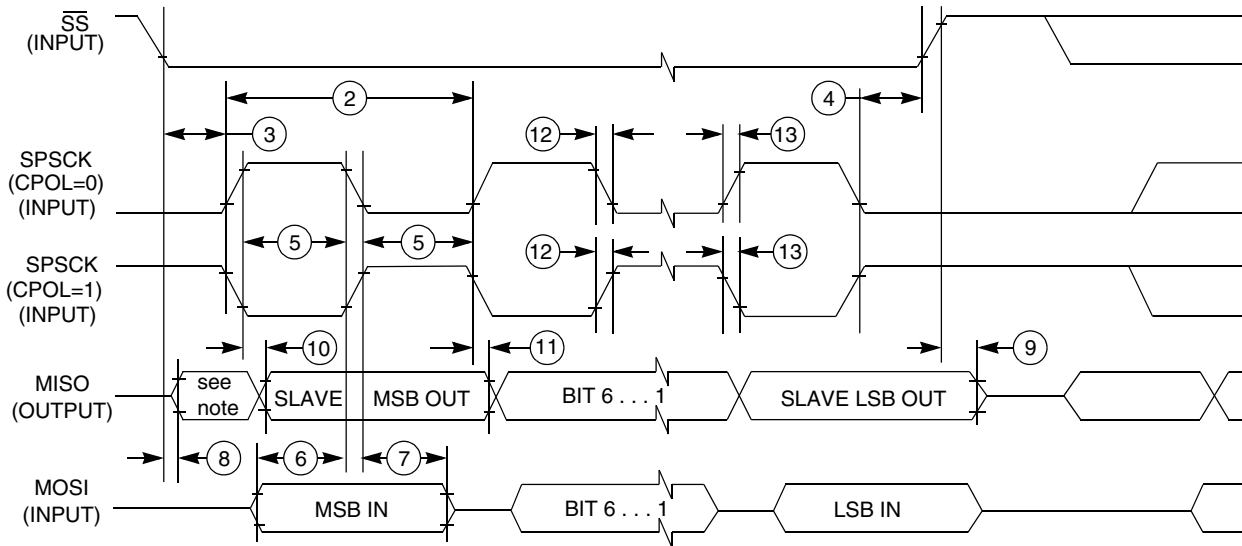 SS
(INPUT)
2
4
3
12
13
SPSCK
(CPOL=0)
(INPUT)
5
5
12
13
SPSCK
(CPOL=1)
(INPUT)
10
11
9
MISO
(OUTPUT)
see
note
SLAVE
MSB OUT
BIT 6 . . . 1
SLAVE LSB OUT
8
6
7
MOSI
(INPUT)
MSB IN
BIT 6 . . . 1
LSB IN